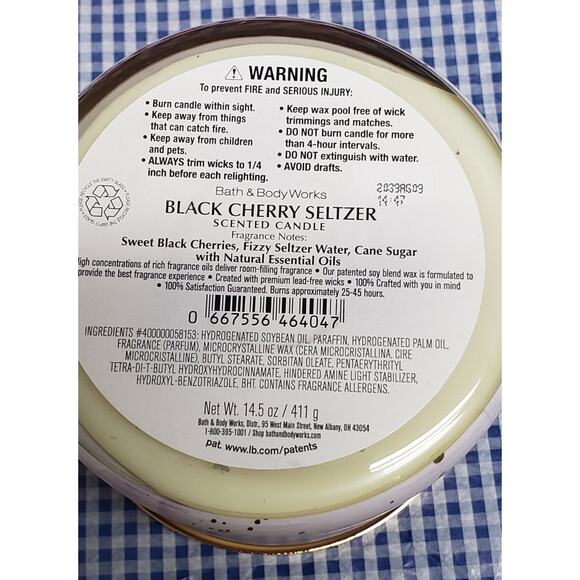 ⚠ WARNING
To prevent FIRE and SERIOUS INJURY:
• Burn candle within sight.
• Keep away from things
that can catch fire.
• Keep away from children
and pets.
• ALWAYS trim wicks to 1/4
inch before each relighting.
• Keep wax pool free of wick
trimmings and matches.
• DO NOT burn candle for more
than 4-hour intervals.
• DO NOT extinguish with water.
• AVOID drafts.
PLEASE RECYCLE THE EMPTY GLASS
2039AG09
14:47
Bath & Body Works
BLACK CHERRY SELTZER
SCENTED CANDLE
Fragrance Notes:
Sweet Black Cherries, Fizzy Seltzer Water, Cane Sugar
with Natural Essential Oils
High concentrations of rich fragrance oils deliver room-filling fragrance • Our patented soy blend wax is formulated to
provide the best fragrance experience • Created with premium lead-free wicks • 100% Crafted with you in mind
• 100% Satisfaction Guaranteed. Burns approximately 25-45 hours.
0 667556 464047
INGREDIENTS #400000058153: HYDROGENATED SOYBEAN OIL, PARAFFIN, HYDROGENATED PALM OIL,
FRAGRANCE (PARFUM), MICROCRYSTALLINE WAX (CERA MICROCRISTALLINA, CIRE
MICROCRISTALLINE), BUTYL STEARATE, SORBITAN OLEATE, PENTAERYTHRITYL
TETRA-DI-T-BUTYL HYDROXYHYDROCINNAMATE, HINDERED AMINE LIGHT STABILIZER,
HYDROXYL-BENZOTRIAZOLE, BHT. CONTAINS FRAGRANCE ALLERGENS.
Net Wt. 14.5 oz / 411 g
Bath & Body Works, Distr., 95 West Main Street, New Albany, OH 43054
1-800-395-1001 / Shop bathandbodyworks.com
pat. www.lb.com/patents